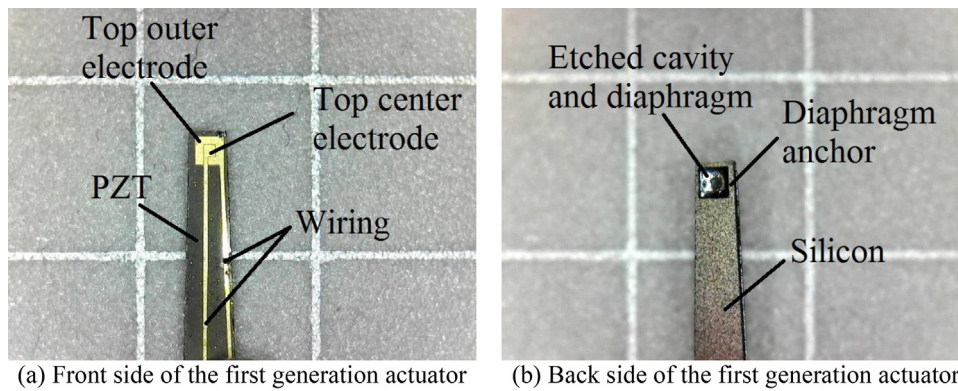 Top outer
electrode
Top center
electrode
PZT
Wiring
(a) Front side of the first generation actuator
Etched cavity
and diaphragm
Diaphragm
anchor
Silicon
(b) Back side of the first generation actuator